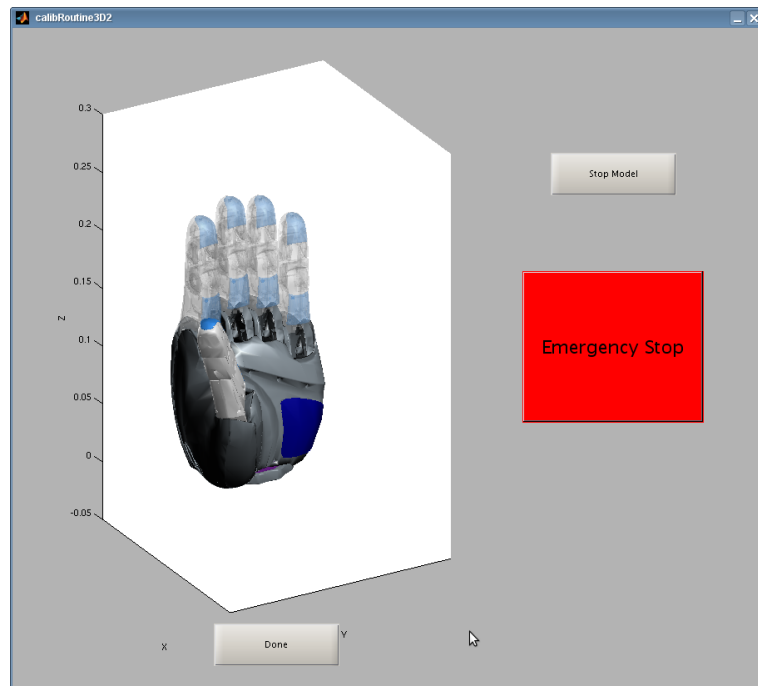 calibRoutine3D2
0.3
0.25
0.2
0.15
0.1
0.05
0
-0.05
Z
X
Y
Stop Model
Emergency Stop
Done